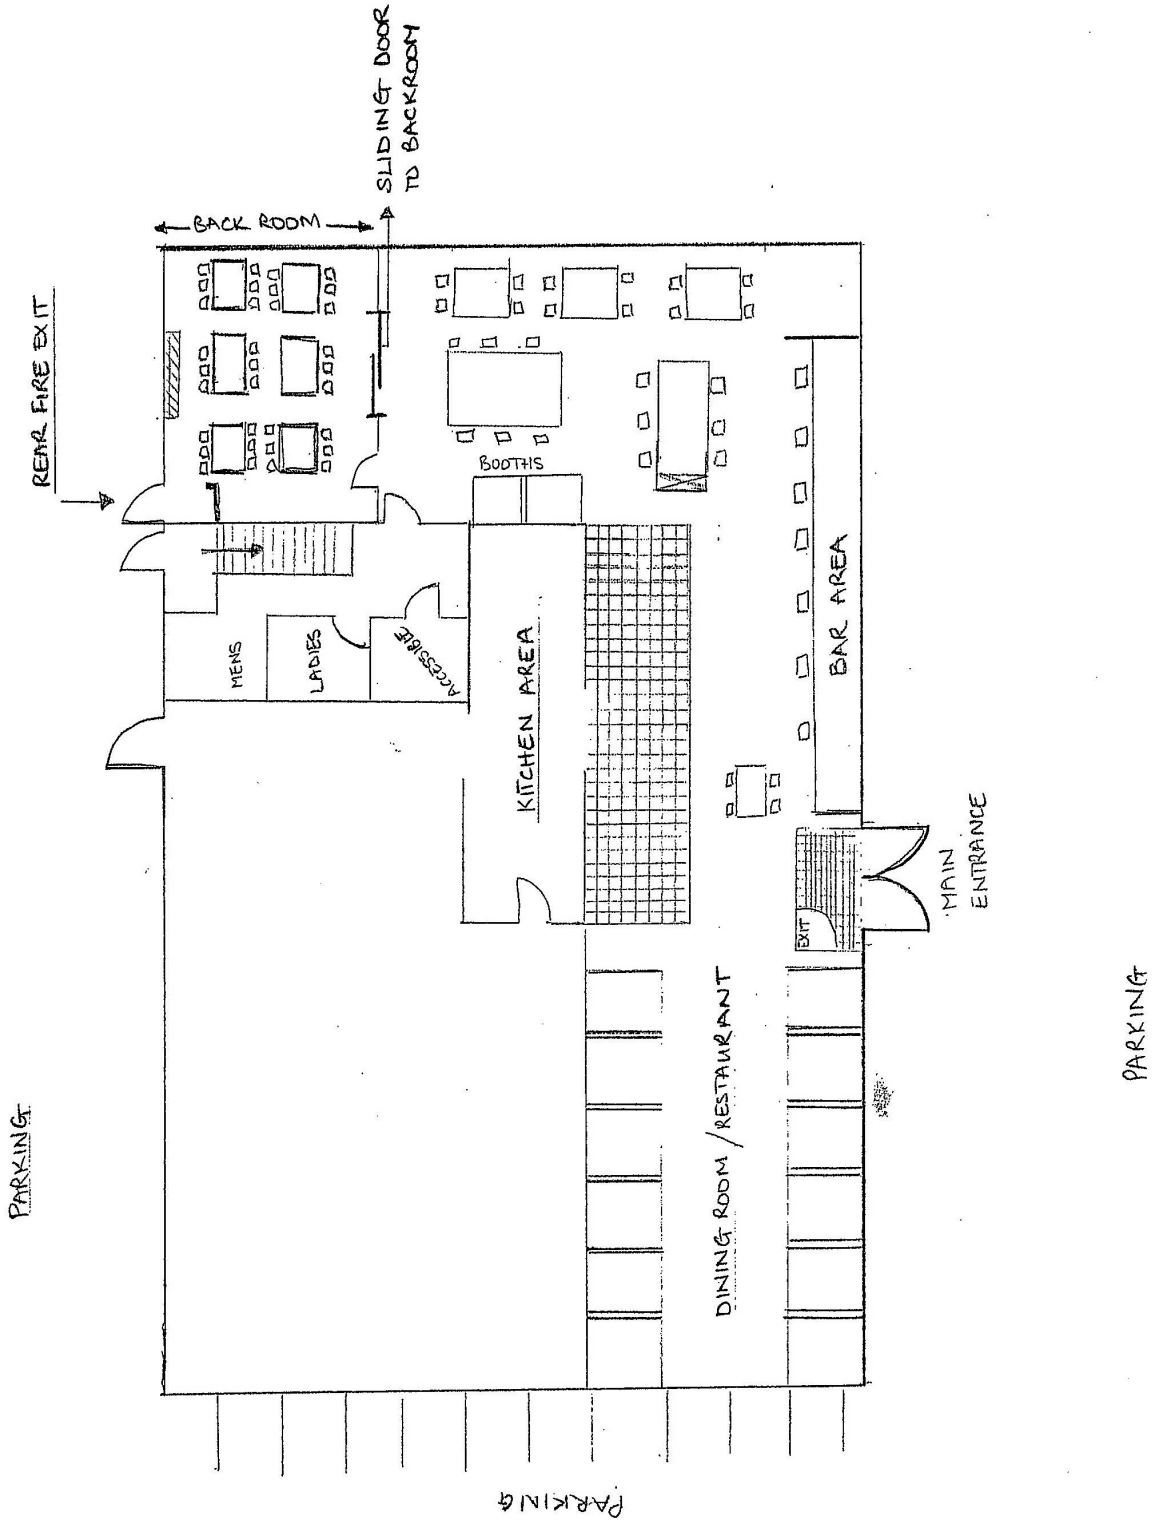 REAR FIRE EXIT
BACK ROOM
SLIDING DOOR
TO BACKROOM
BOOTHS
MENS
LADIES
ACCESSIBLE
KITCHEN AREA
BAR AREA
EXIT
MAIN
ENTRANCE
DINING ROOM / RESTAURANT
PARKING
PARKING
PARKING